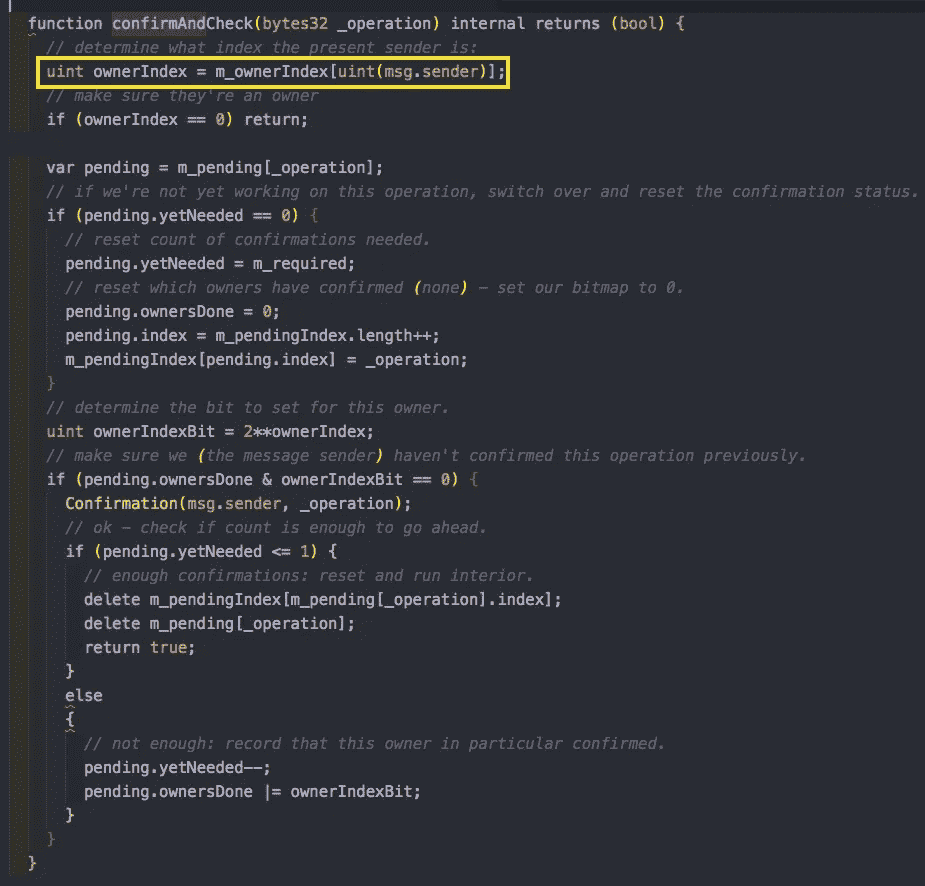 function confirmAndCheck(bytes32 _operation) internal returns (bool) {
// determine what index the present sender is:
uint ownerIndex = m_ownerIndex[uint(msg.sender)];
// make sure they're an owner
if (ownerIndex == 0) return;
var pending = m_pending[_operation];
// if we're not yet working on this operation, switch over and reset the confirmation status.
if (pending.yetNeeded == 0) {
// reset count of confirmations needed.
pending.yetNeeded = m_required;
// reset which owners have confirmed (none) – set our bitmap to 0.
pending.ownersDone = 0;
pending.index = m_pendingIndex.length++;
m_pendingIndex[pending.index] = _operation;
}
// determine the bit to set for this owner.
uint ownerIndexBit = 2**ownerIndex;
// make sure we (the message sender) haven't confirmed this operation previously.
if (pending.ownersDone & ownerIndexBit == 0) {
Confirmation(msg.sender, _operation);
// ok – check if count is enough to go ahead.
if (pending.yetNeeded <= 1) {
// enough confirmations: reset and run interior.
delete m_pendingIndex[m_pending[_operation].index];
delete m_pending[_operation];
return true;
}
else
{
// not enough: record that this owner in particular confirmed.
pending.yetNeeded--;
pending.ownersDone |= ownerIndexBit;
}
}
}